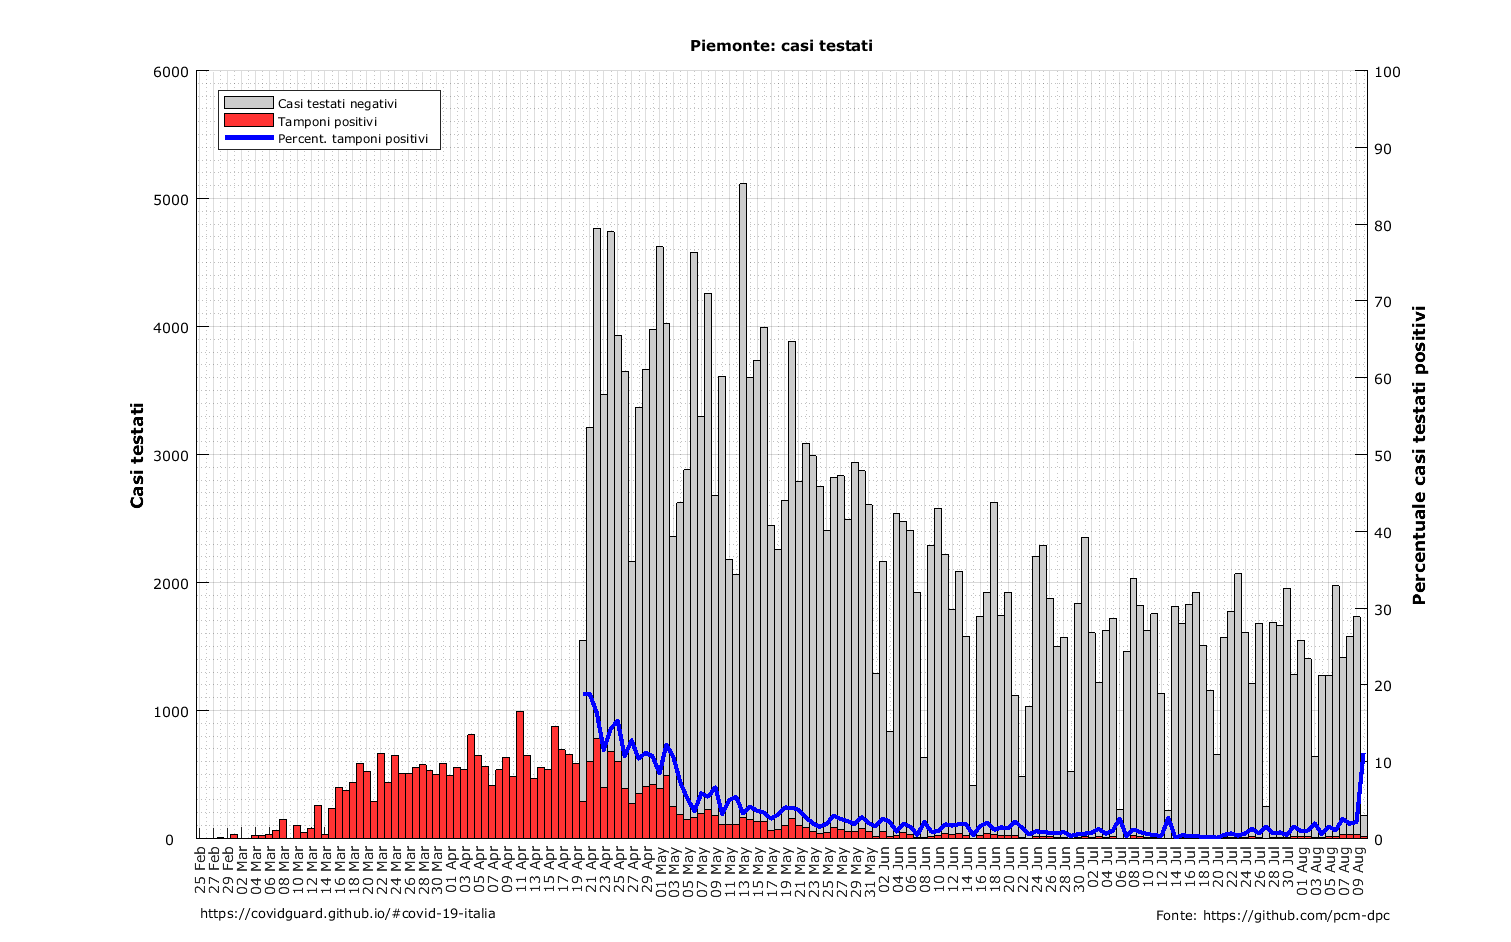 Piemonte: casi testati
6000
5000
4000
3000
2000
1000
0
Casi testati
Casi testati negativi
Tamponi positivi
Percent. tamponi positivi
100
90
80
70
60
50
40
30
20
10
0
Percentuale casi testati positivi
25 Feb
27 Feb
29 Feb
02 Mar
04 Mar
06 Mar
08 Mar
10 Mar
12 Mar
14 Mar
16 Mar
18 Mar
20 Mar
22 Mar
24 Mar
26 Mar
28 Mar
30 Mar
01 Apr
03 Apr
05 Apr
07 Apr
09 Apr
11 Apr
13 Apr
15 Apr
17 Apr
19 Apr
21 Apr
23 Apr
25 Apr
27 Apr
29 Apr
01 May
03 May
05 May
07 May
09 May
11 May
13 May
15 May
17 May
19 May
21 May
23 May
25 May
27 May
29 May
31 May
02 Jun
04 Jun
06 Jun
08 Jun
10 Jun
12 Jun
14 Jun
16 Jun
18 Jun
20 Jun
22 Jun
24 Jun
26 Jun
28 Jun
30 Jun
02 Jul
04 Jul
06 Jul
08 Jul
10 Jul
12 Jul
14 Jul
16 Jul
18 Jul
20 Jul
22 Jul
24 Jul
26 Jul
28 Jul
30 Jul
01 Aug
03 Aug
05 Aug
07 Aug
09 Aug
https://covidguard.github.io/#covid-19-italia
Fonte: https://github.com/pcm-dpc